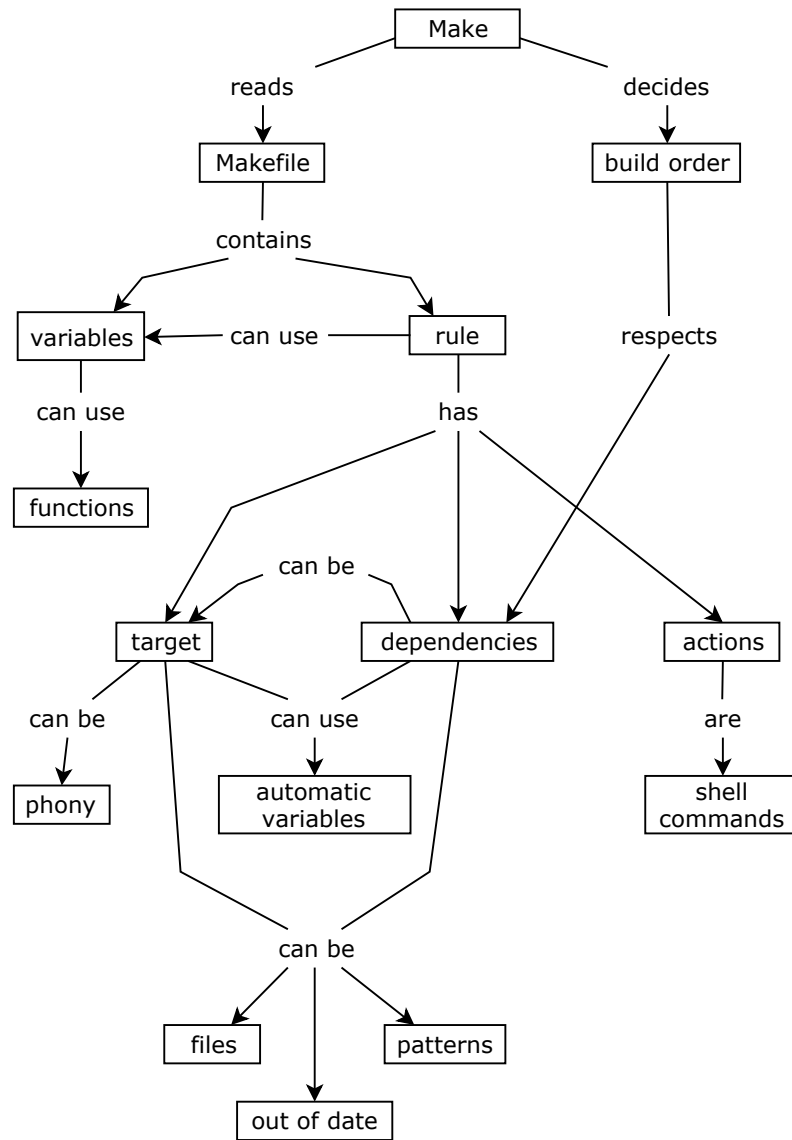 Make
reads
decides
Makefile
build order
contains
variables
can use
rule
respects
can use
has
functions
can be
target
dependencies
actions
can be
can use
are
phony
automatic
variables
shell
commands
can be
files
patterns
out of date